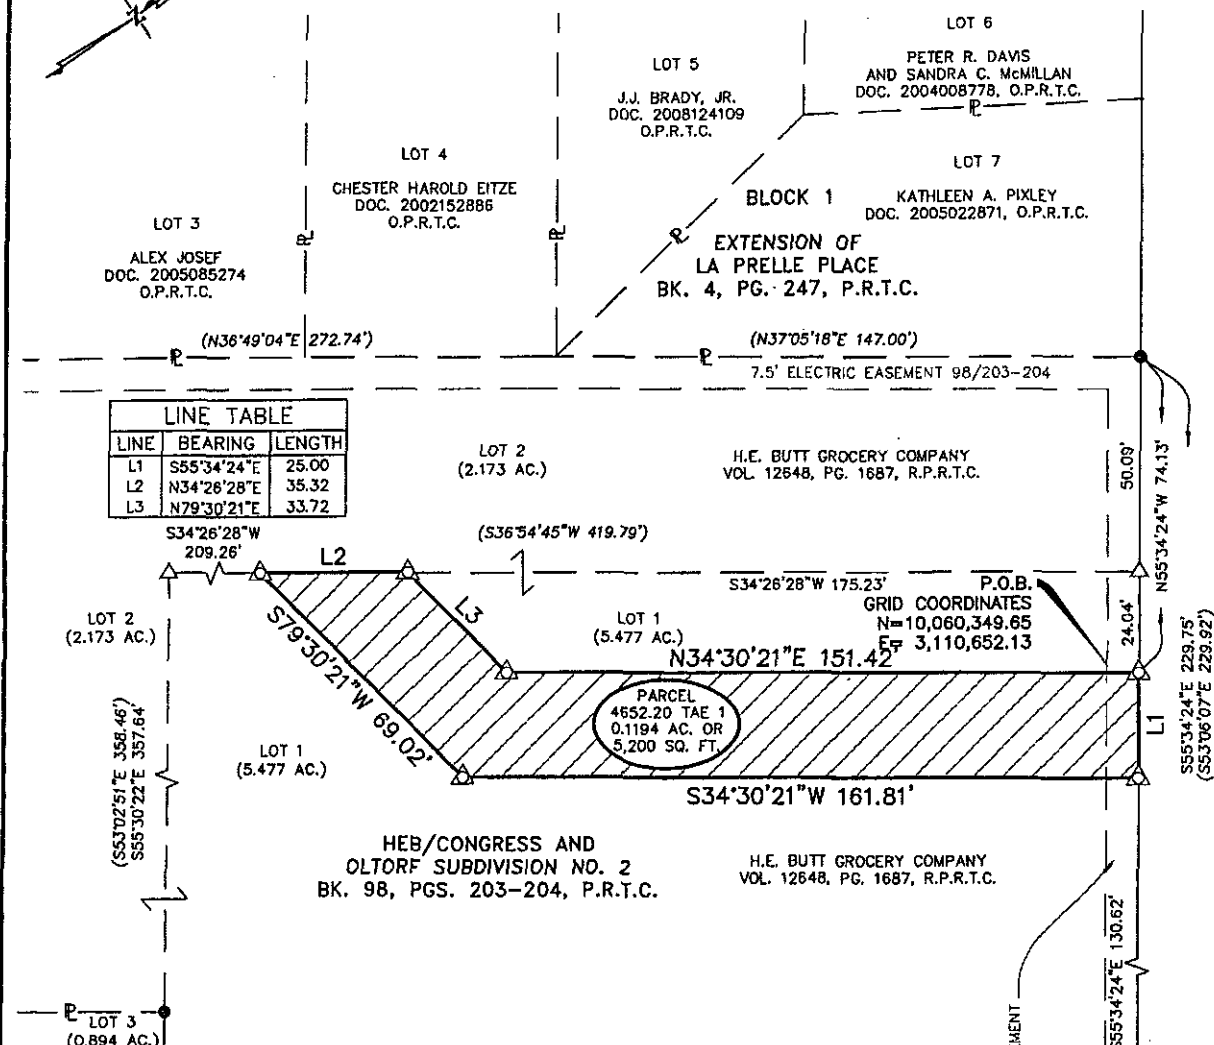 LOT 6
PETER R. DAVIS
AND SANDRA C. McMILLAN
DOC. 2004008778, O.P.R.T.C.
LOT 5
J.J. BRADY, JR.
DOC. 2008124109
O.P.R.T.C.
LOT 4
CHESTER HAROLD EITZE
DOC. 2002152886
O.P.R.T.C.
LOT 7
KATHLEEN A. PIXLEY
DOC. 2005022871, O.P.R.T.C.
BLOCK 1
LOT 3
ALEX JOSEF
DOC. 2005085274
O.P.R.T.C.
EXTENSION OF
LA PRELLE PLACE
BK. 4, PG. 247, P.R.T.C.
(N36°49'04"E 272.74')
(N37°05'18"E 147.00')
7.5' ELECTRIC EASEMENT 98/203-204
LINE TABLE
LINE BEARING LENGTH
L1 S55°34'24"E 25.00
L2 N34°26'28"E 35.32
L3 N79°30'21"E 33.72
LOT 2
(2.173 AC.)
H.E. BUTT GROCERY COMPANY
VOL. 12648, PG. 1687, R.P.R.T.C.
50.09'
N55°34'24"W 74.13'
S34°26'28"W
209.26'
L2
(S36°54'45"W 419.79')
S34°26'28"W 175.23'
P.O.B.
GRID COORDINATES
N=10,060,349.65
E= 3,110,652.13
24.04'
LOT 2
(2.173 AC.)
L3
LOT 1
(5.477 AC.)
N34°30'21"E 151.42'
S79°30'21"W 69.02'
PARCEL
4652.20 TAE 1
0.1194 AC. OR
5,200 SQ. FT.
L1
S55°34'24"E 229.75'
(S53°06'07"E 229.92')
(S53°02'51"E 358.46')
S55°30'22"E 357.64'
LOT 1
(5.477 AC.)
S34°30'21"W 161.81'
HEB/CONGRESS AND
OLTORF SUBDIVISION NO. 2
BK. 98, PGS. 203-204, P.R.T.C.
H.E. BUTT GROCERY COMPANY
VOL. 12648, PG. 1687, R.P.R.T.C.
S55°34'24"E 130.62'
LOT 3
(0.894 AC.)